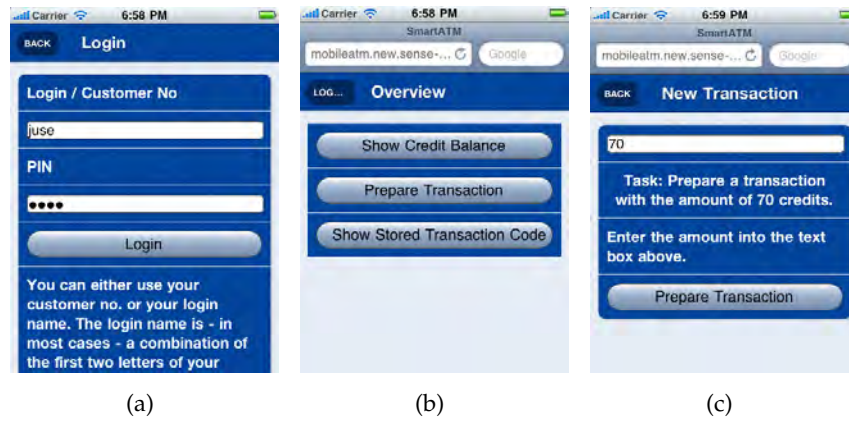 Carrier 6:58 PM
BACK Login
Login / Customer No
juse
PIN
Login
You can either use your
customer no. or your login
name. The login name is - in
most cases - a combination of
the first two letters of your
(a)
Carrier 6:58 PM
SmartATM
mobileatm.new.sense-... Google
LOG... Overview
Show Credit Balance
Prepare Transaction
Show Stored Transaction Code
(b)
Carrier 6:59 PM
SmartATM
mobileatm.new.sense-... Google
BACK New Transaction
70
Task: Prepare a transaction
with the amount of 70 credits.
Enter the amount into the text
box above.
Prepare Transaction
(c)